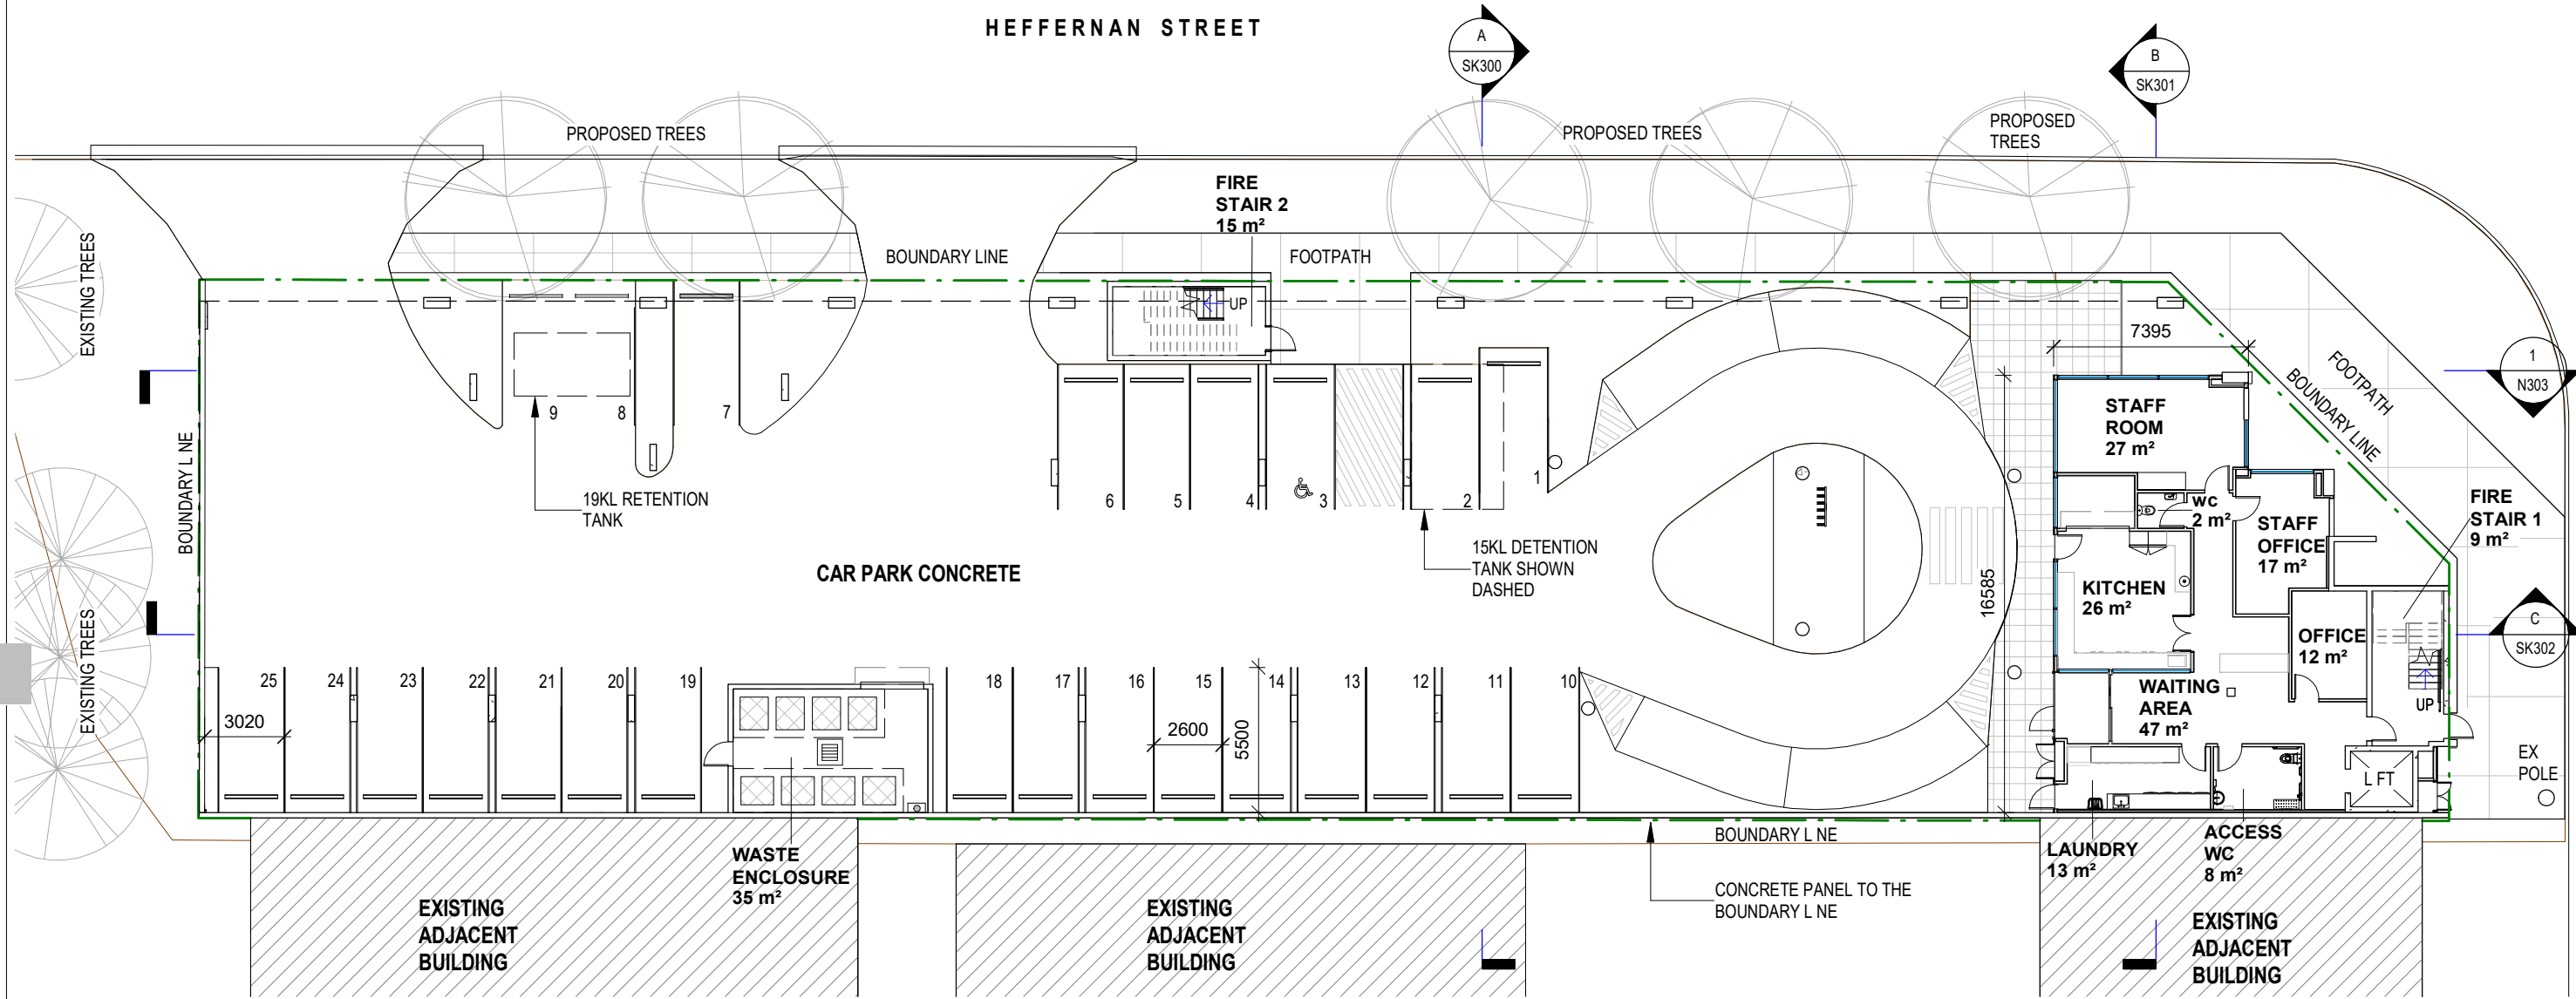 HEFFERNAN STREET
A
SK300
B
SK301
PROPOSED TREES
PROPOSED TREES
PROPOSED
TREES
FIRE
STAIR 2
15 m²
EXISTING TREES
BOUNDARY LINE
FOOTPATH
UP
7395
1
N303
FOOTPATH
BOUNDARY LINE
STAFF
ROOM
27 m²
9
8
7
6
5
4
3
2
1
BOUNDARY L NE
19KL RETENTION
TANK
WC
2 m²
STAFF
OFFICE
17 m²
FIRE
STAIR 1
9 m²
15KL DETENTION
TANK SHOWN
DASHED
CAR PARK CONCRETE
16585
KITCHEN
26 m²
OFFICE
12 m²
C
SK302
EXISTING TREES
25
24
23
22
21
20
19
18
17
16
15
14
13
12
11
10
3020
2600
5500
WAITING
AREA
47 m²
UP
L FT
EX
POLE
BOUNDARY L NE
WASTE
ENCLOSURE
35 m²
LAUNDRY
13 m²
ACCESS
WC
8 m²
CONCRETE PANEL TO THE
BOUNDARY L NE
EXISTING
ADJACENT
BUILDING
EXISTING
ADJACENT
BUILDING
EXISTING
ADJACENT
BUILDING